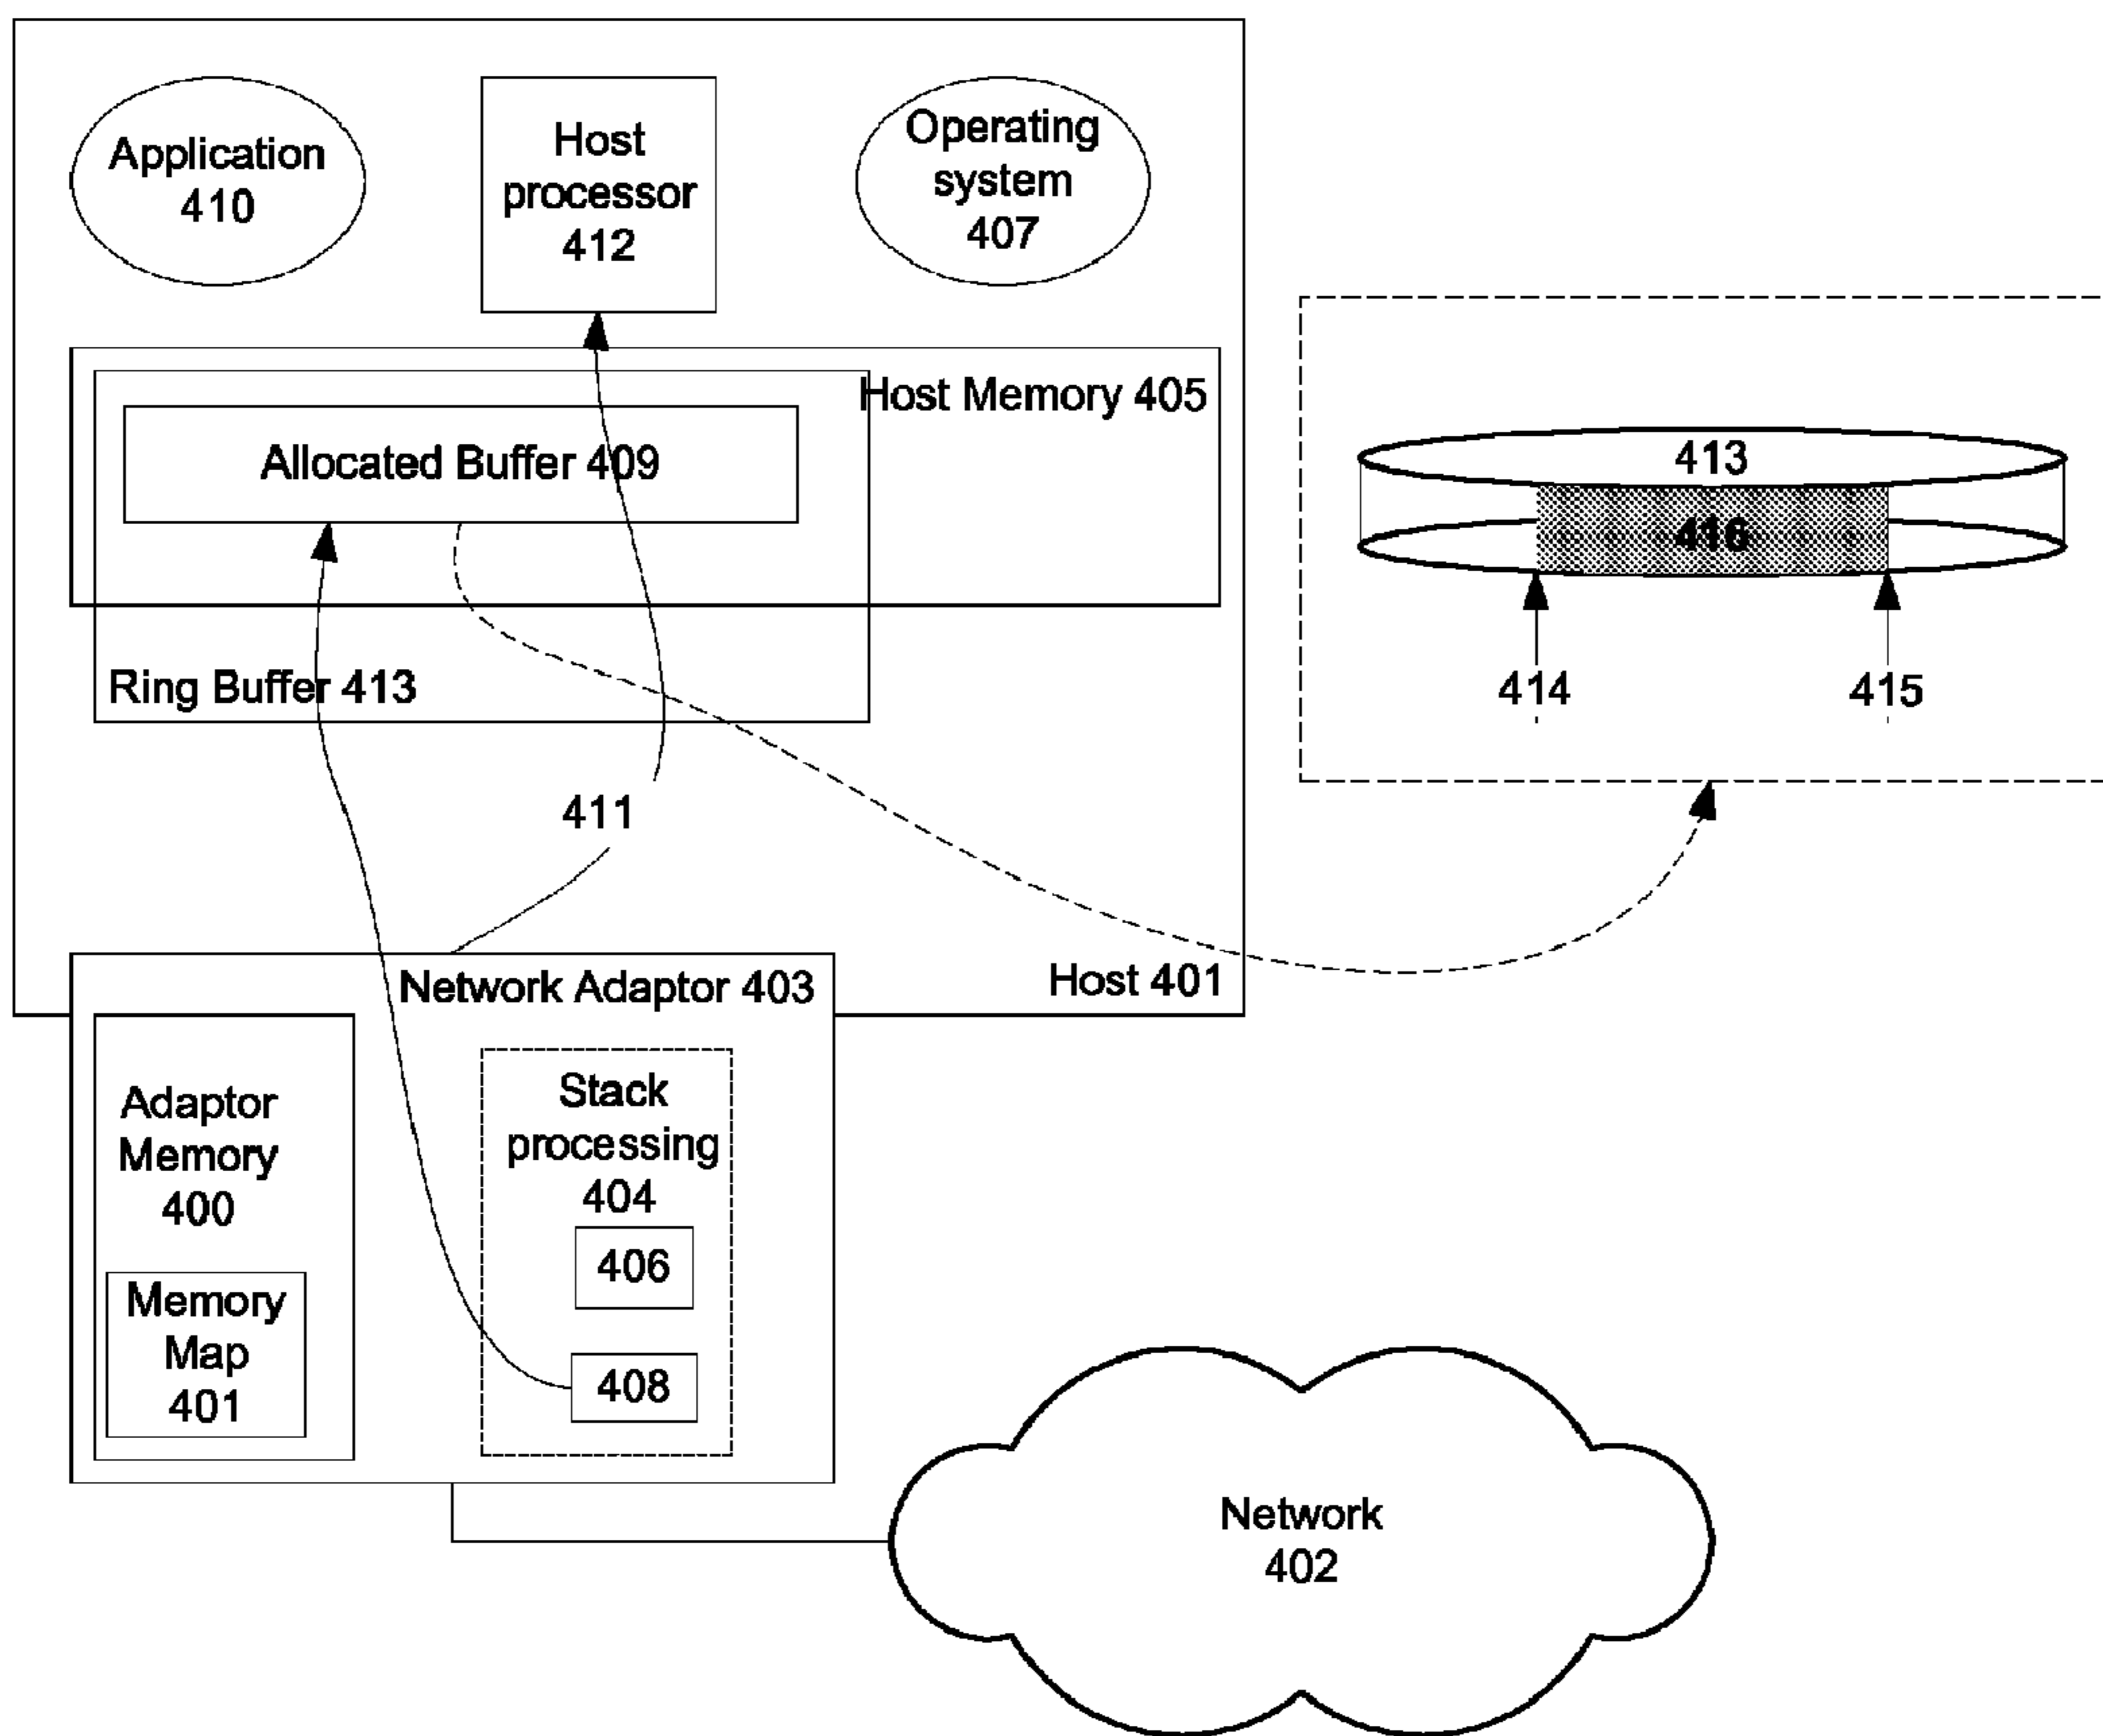 Application
410
Host
processor
412
Operating
system
407
Host Memory 405
Allocated Buffer 409
Ring Buffer 413
413
416
414
415
411
Network Adaptor 403
Host 401
Adaptor
Memory
400
Memory
Map
401
Stack
processing
404
406
408
Network
402